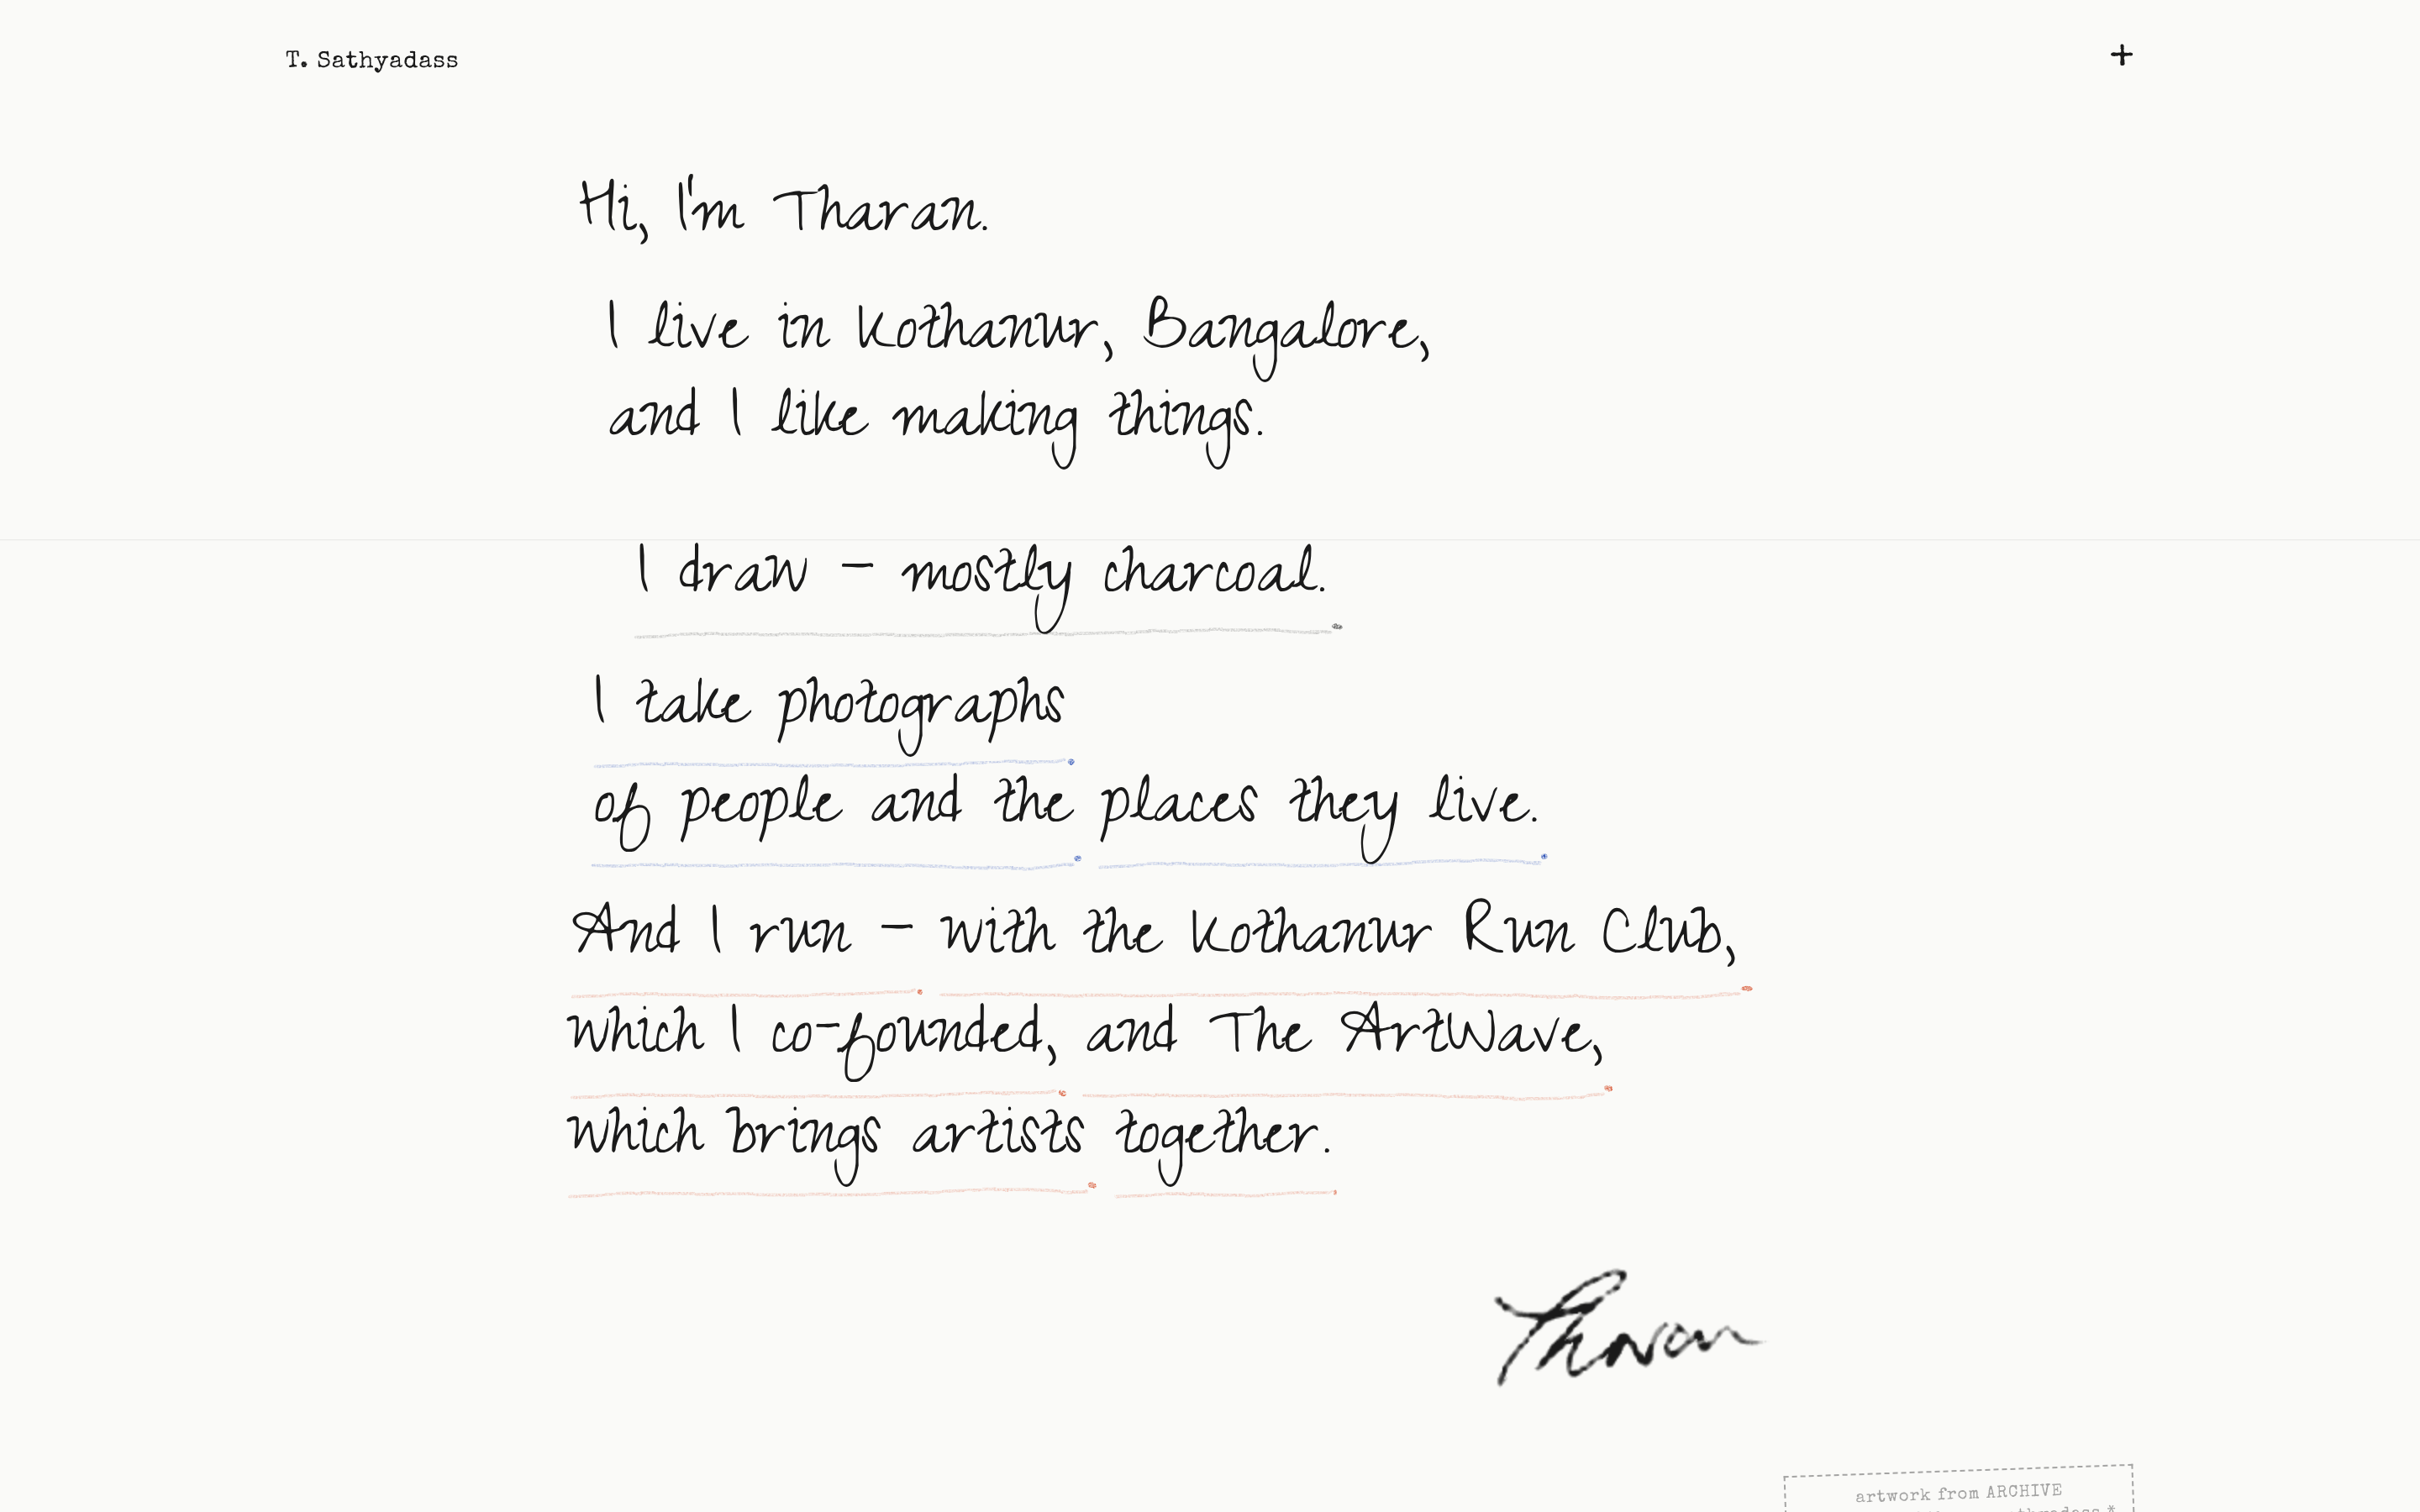 T. Sathyadass
+
Hi, I'm Tharan.
I live in Kothanur, Bangalore,
and I like making things.
I draw – mostly charcoal.
I take photographs
of people and the places they live.
And I run – with the Kothanur Run Club,
which I co-founded, and The ArtWave,
which brings artists together.
Tharan
artwork from ARCHIVE